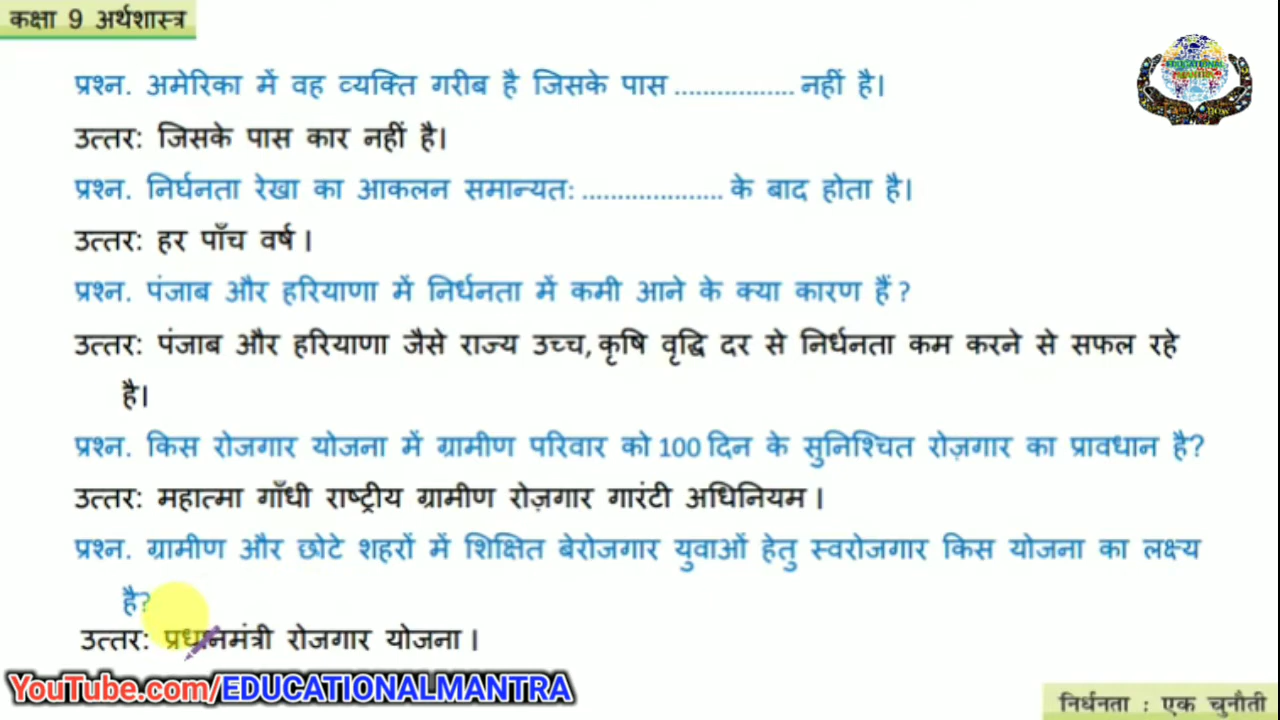 कक्षा 9 अर्थशास्त्र
EDUCATIONAL
MANTRA
प्रश्न. अमेरिका में वह व्यक्ति गरीब है जिसके पास ................. नहीं है।
उत्तर: जिसके पास कार नहीं है।
प्रश्न. निर्धनता रेखा का आकलन समान्यत: .................... के बाद होता है।
उत्तर: हर पाँच वर्ष ।
प्रश्न. पंजाब और हरियाणा में निर्धनता में कमी आने के क्या कारण हैं ?
उत्तर: पंजाब और हरियाणा जैसे राज्य उच्च, कृषि वृद्धि दर से निर्धनता कम करने से सफल रहे
है।
प्रश्न. किस रोजगार योजना में ग्रामीण परिवार को 100 दिन के सुनिश्चित रोज़गार का प्रावधान है?
उत्तर: महात्मा गाँधी राष्ट्रीय ग्रामीण रोज़गार गारंटी अधिनियम ।
प्रश्न. ग्रामीण और छोटे शहरों में शिक्षित बेरोजगार युवाओं हेतु स्वरोजगार किस योजना का लक्ष्य
है?
उत्तर: प्रधानमंत्री रोजगार योजना ।
YouTube.com/EDUCATIONALMANTRA
निर्धनता : एक चुनौती